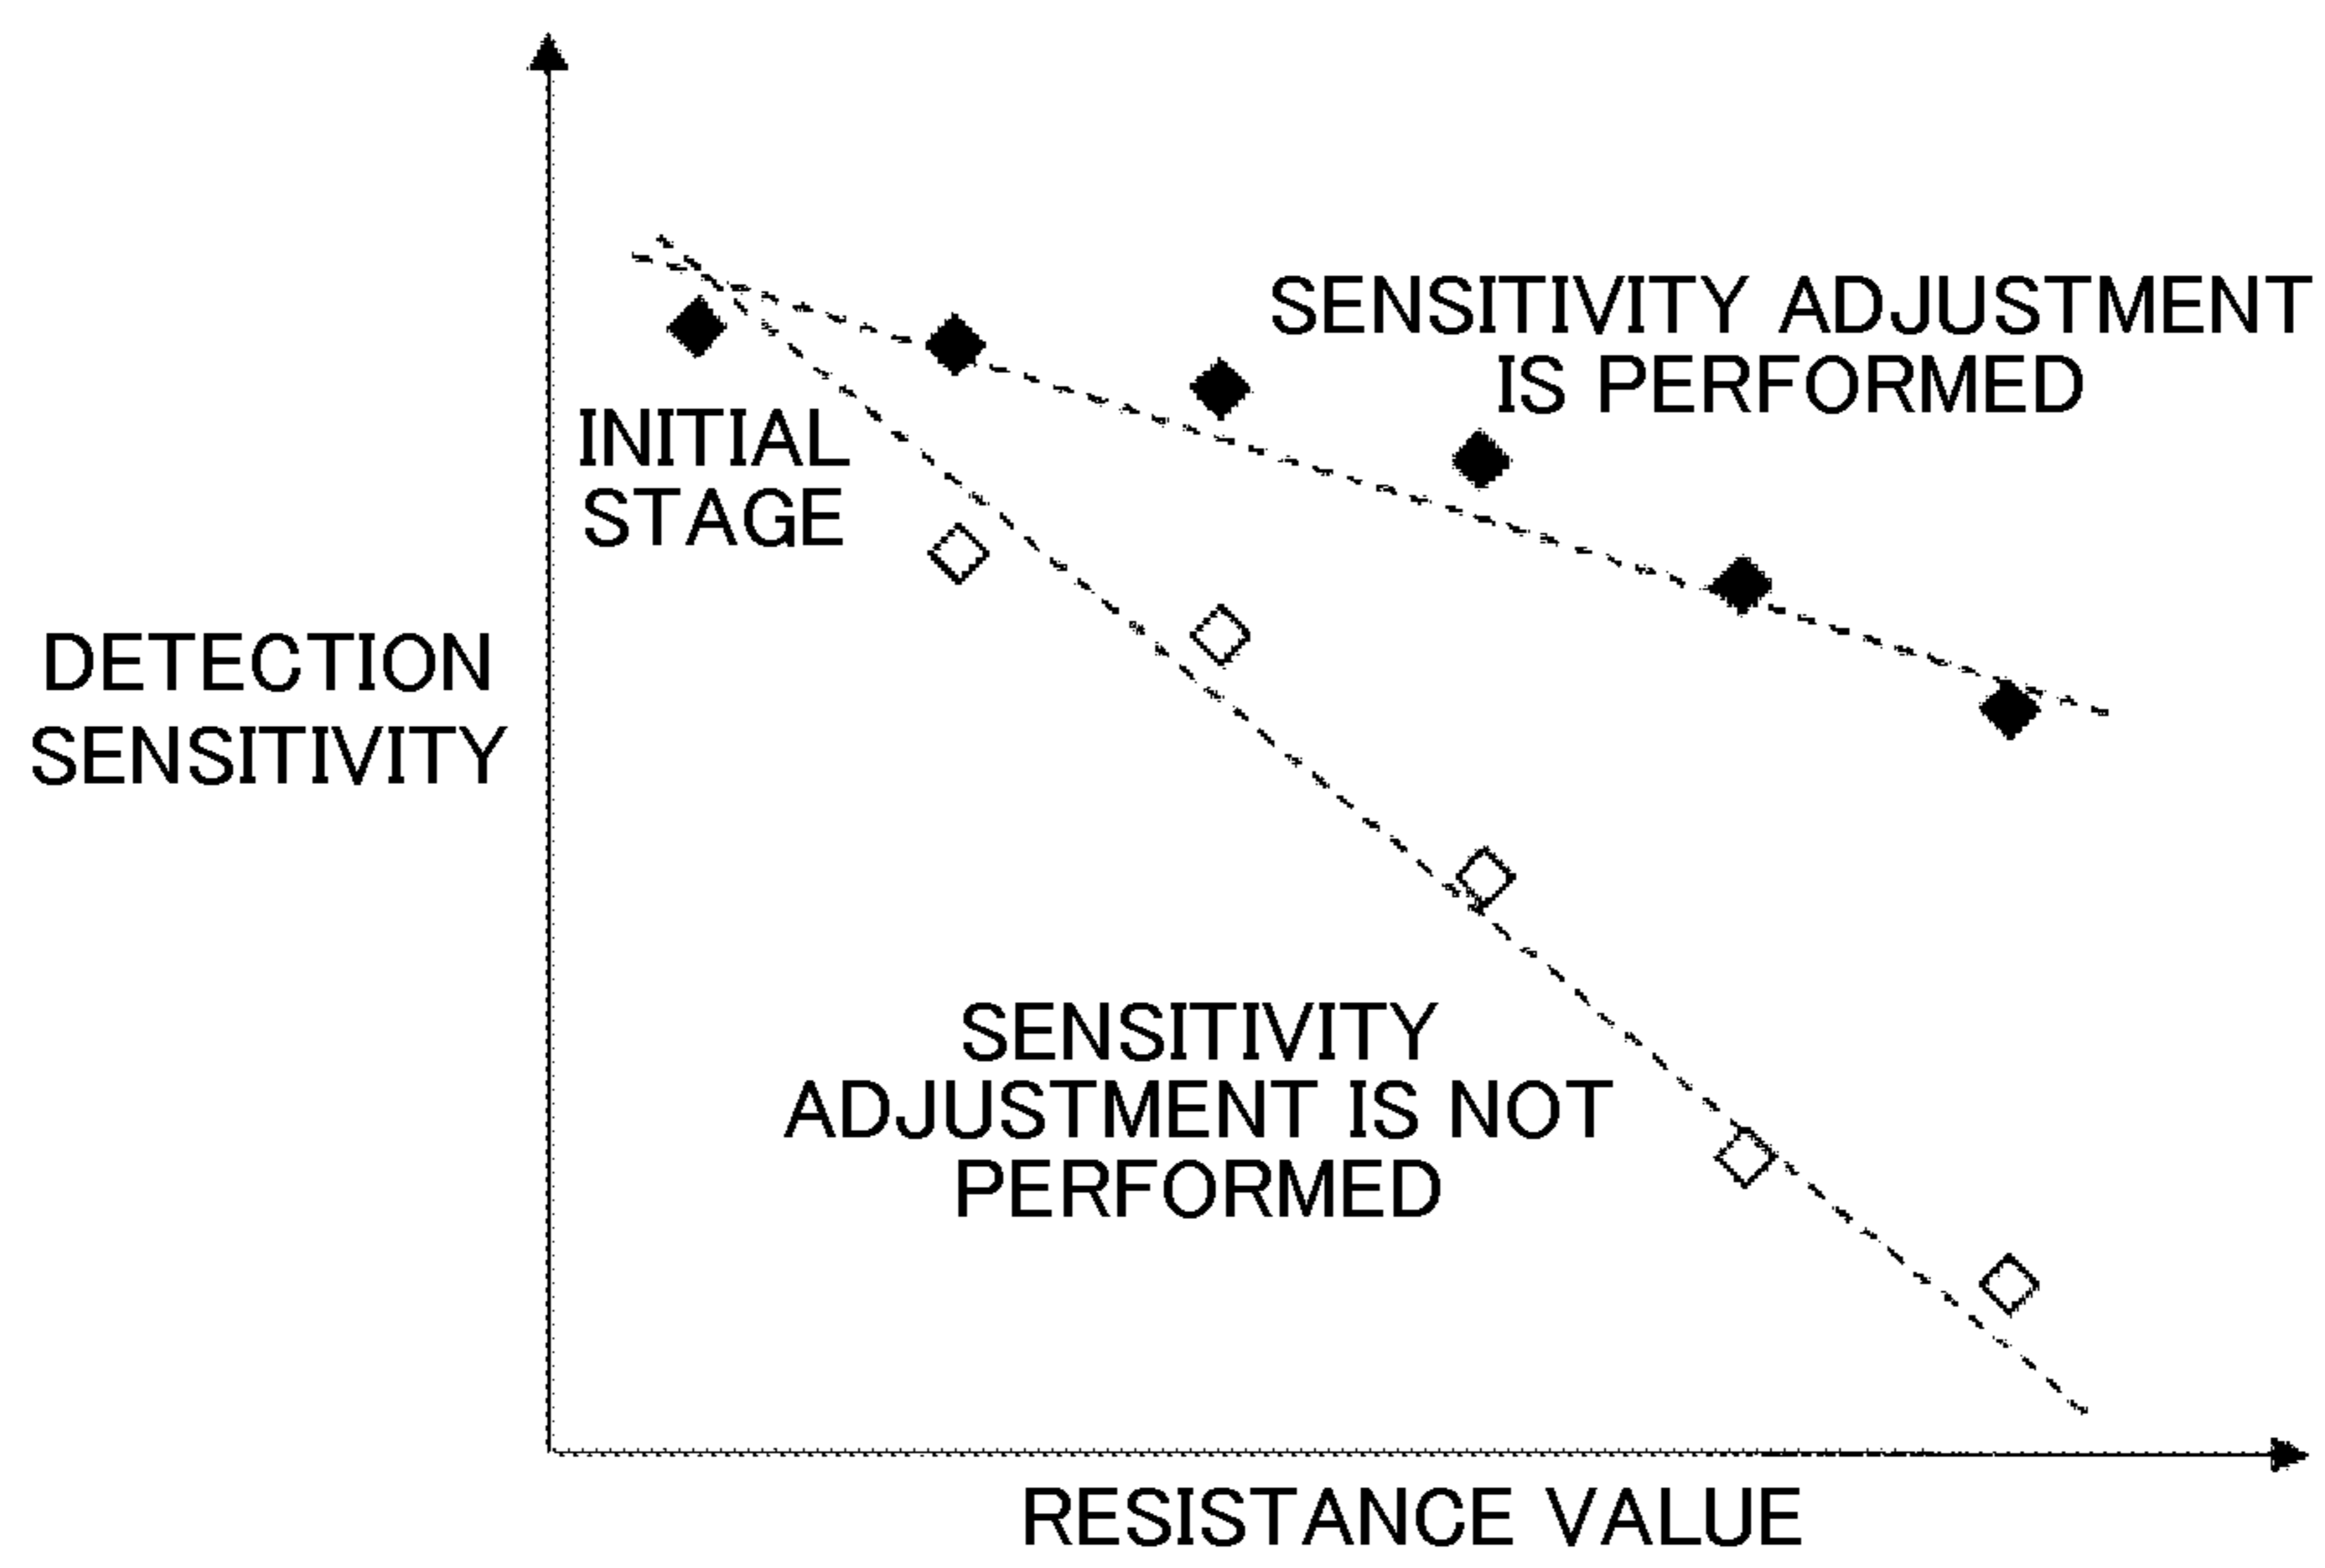 SENSITIVITY ADJUSTMENT
IS PERFORMED
INITIAL
STAGE
DETECTION
SENSITIVITY
SENSITIVITY
ADJUSTMENT IS NOT
PERFORMED
RESISTANCE VALUE